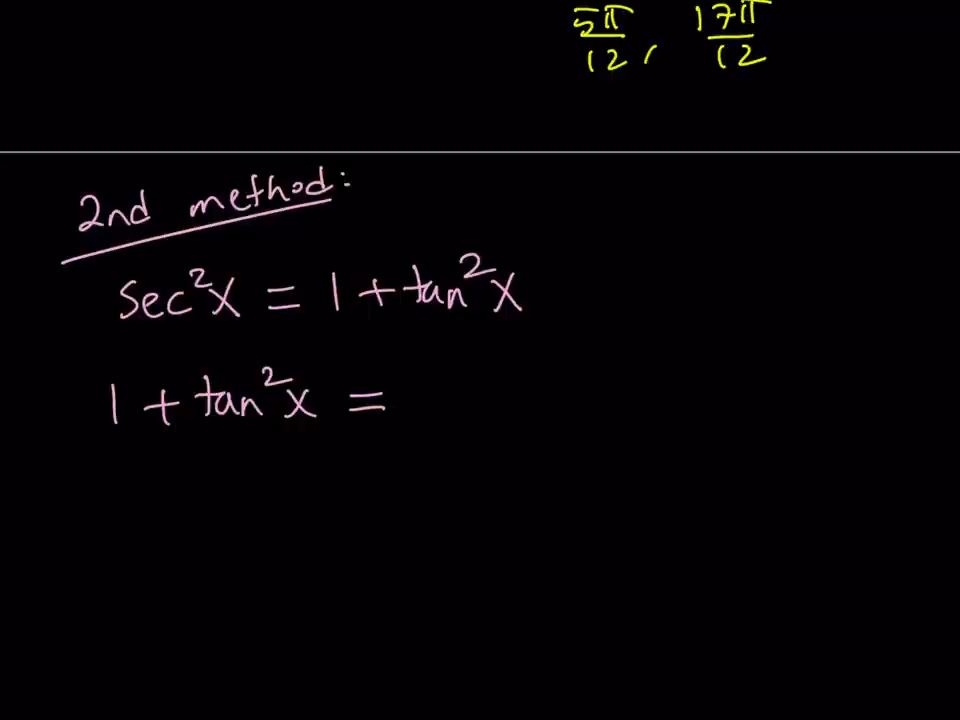 5π/12, 17π/12
2nd method:
sec²x = 1 + tan²x
1 + tan²x =